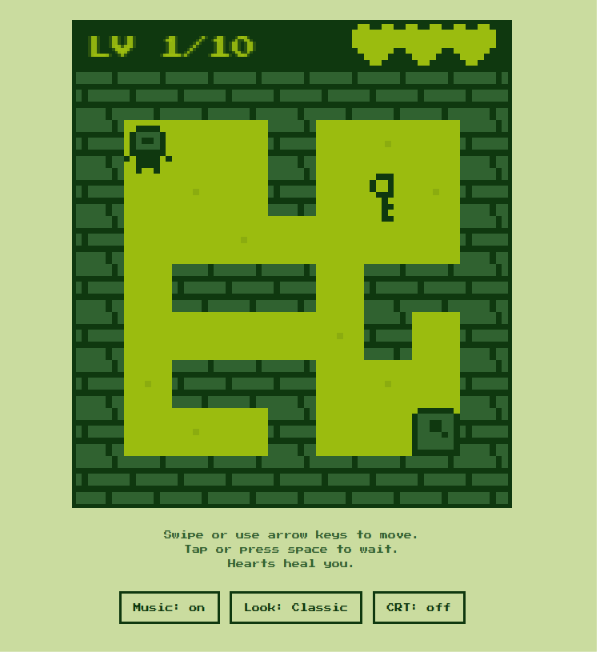 LV 1/10
Swipe or use arrow keys to move.
Tap or press space to wait.
Hearts heal you.
Music: on
Look: Classic
CRT: off